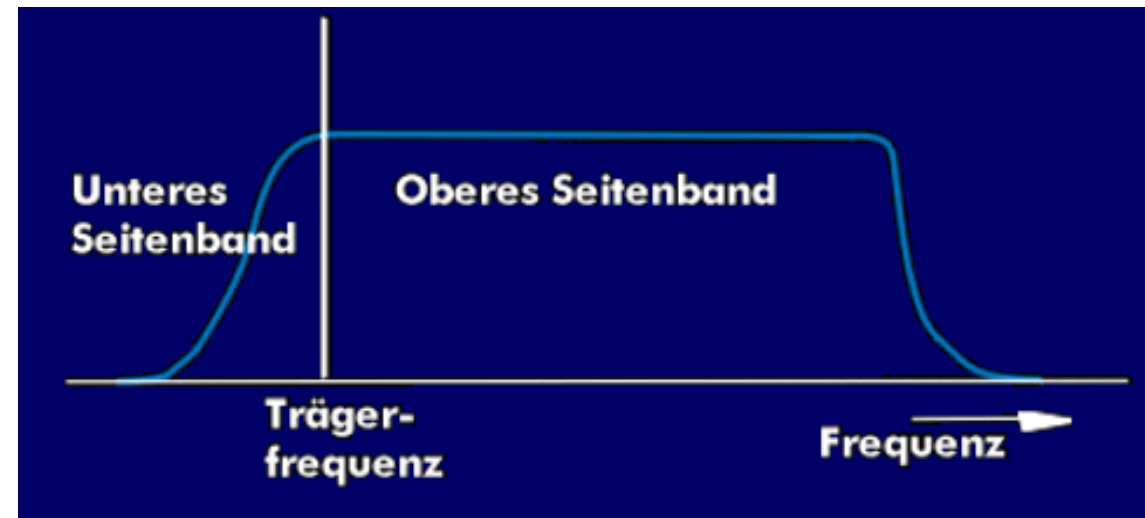 Unteres
Seitenband
Oberes Seitenband
Träger-
frequenz
Frequenz